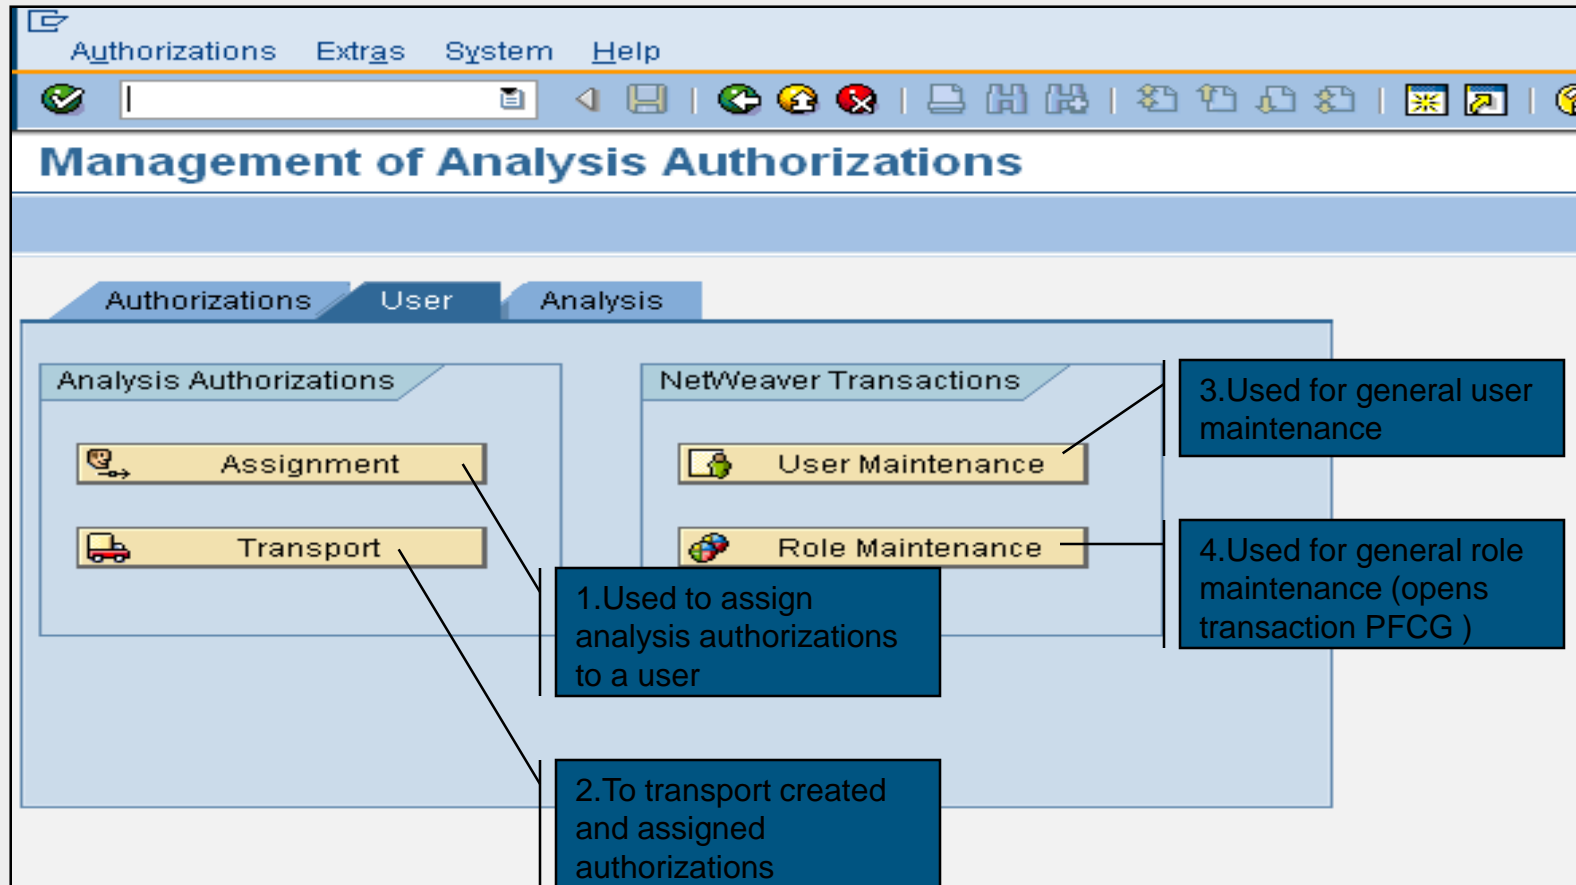 Authorizations Extras System Help
Management of Analysis Authorizations
Authorizations User Analysis
Analysis Authorizations
Assignment
Transport
NetWeaver Transactions
User Maintenance
Role Maintenance
3.Used for general user
maintenance
4.Used for general role
maintenance (opens
transaction PFCG )
1.Used to assign
analysis authorizations
to a user
2.To transport created
and assigned
authorizations